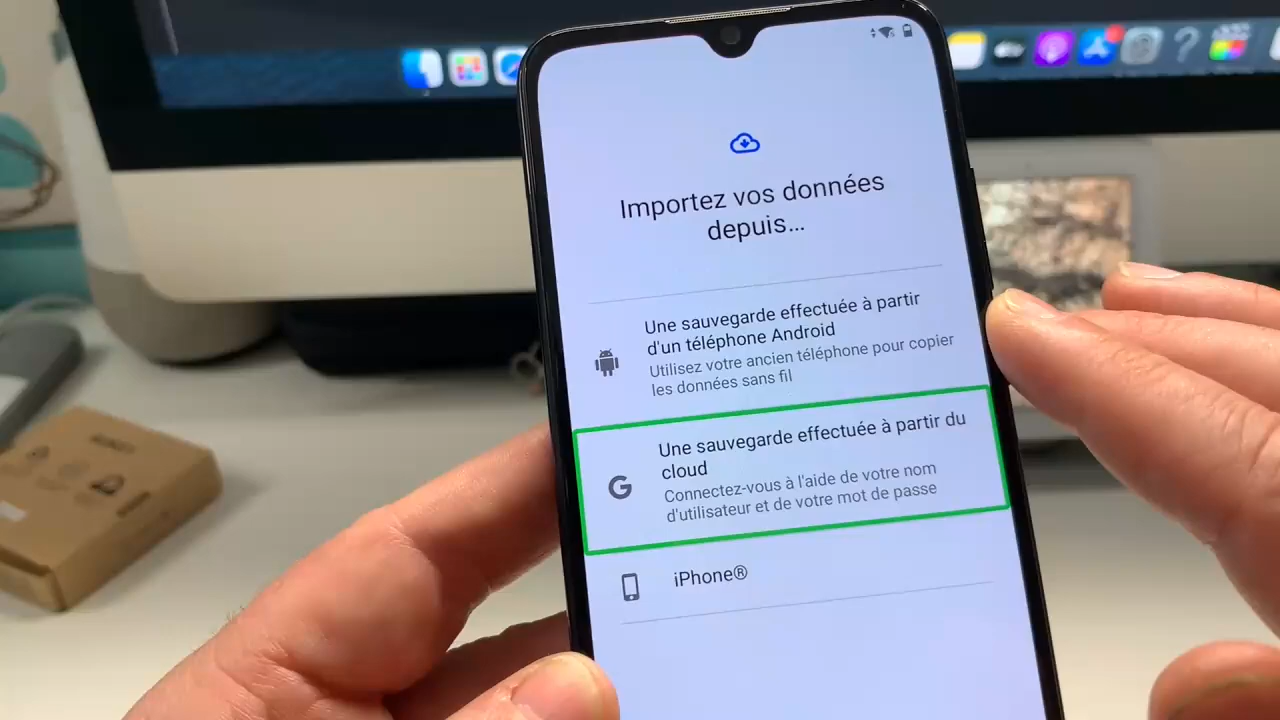 Importez vos données
depuis...
Une sauvegarde effectuée à partir
d'un téléphone Android
Utilisez votre ancien téléphone pour copier
les données sans fil
G
Une sauvegarde effectuée à partir du
cloud
Connectez-vous à l'aide de votre nom
d'utilisateur et de votre mot de passe
iPhone®